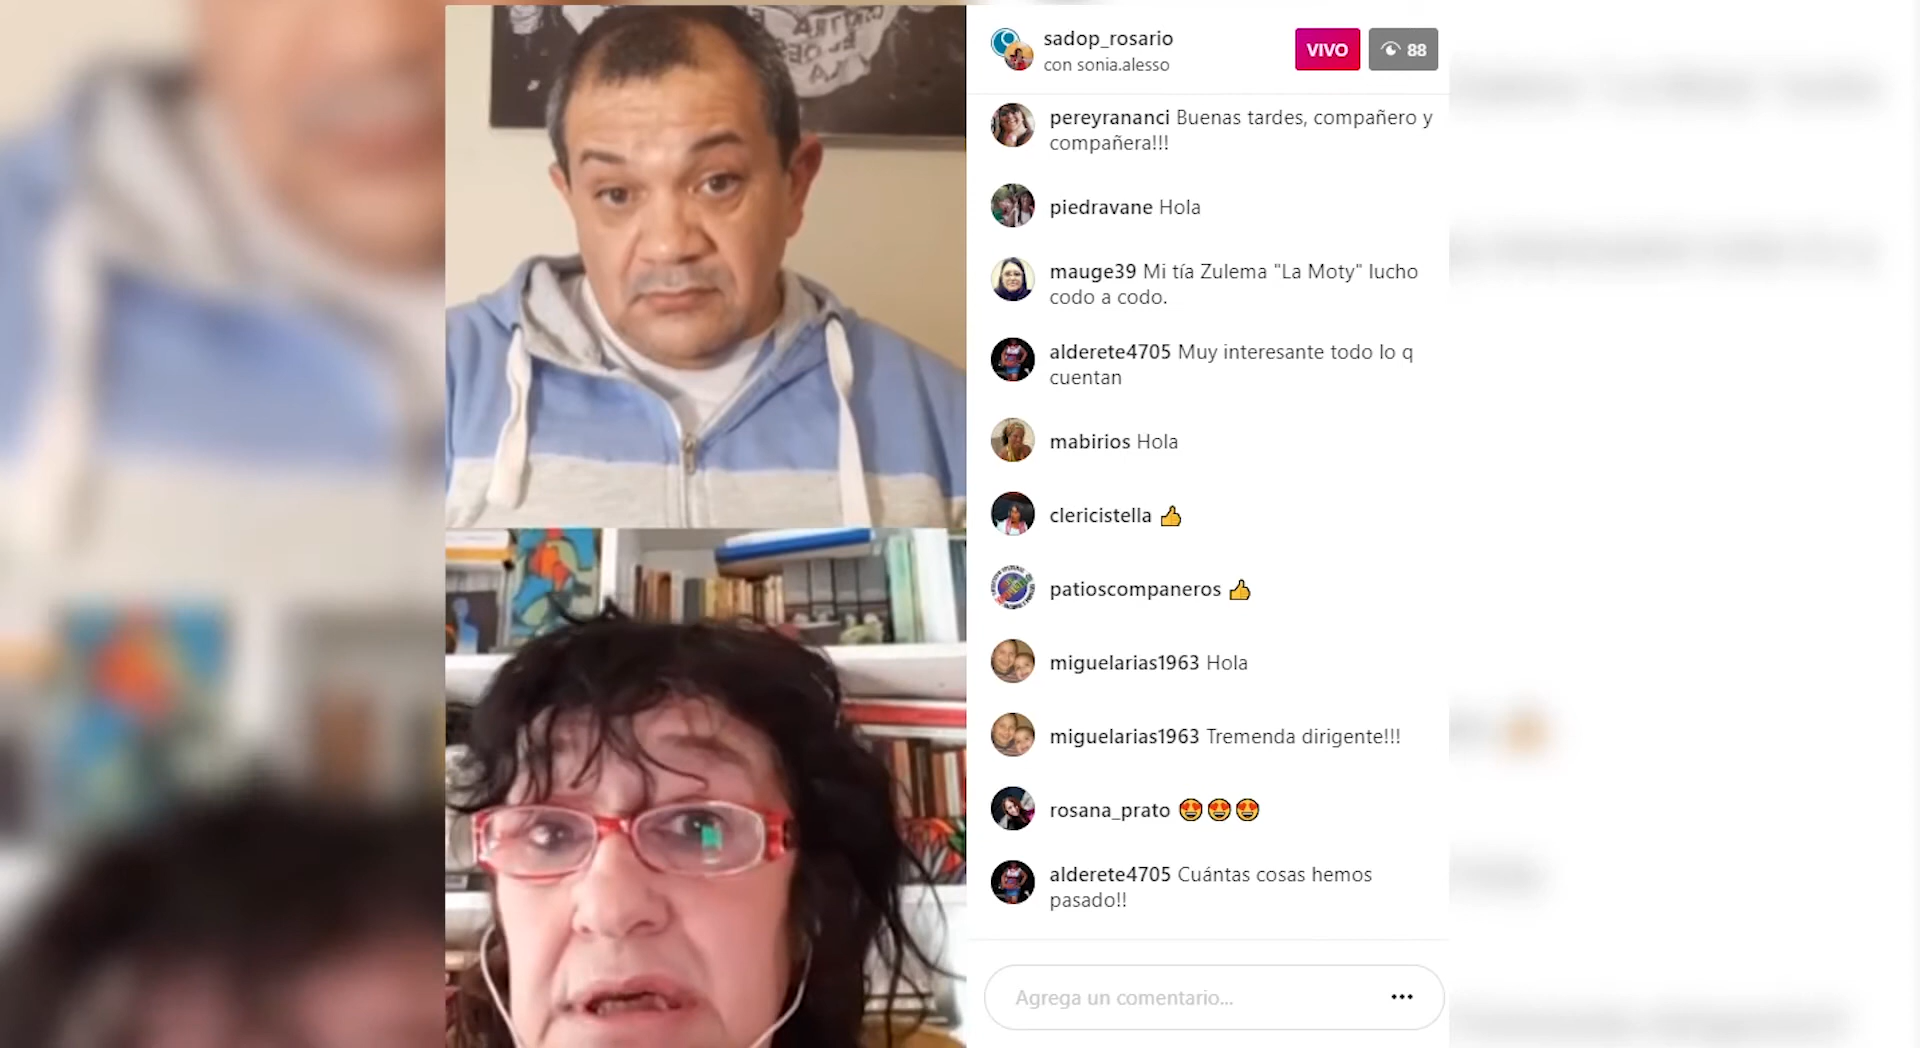 sadop_rosario
con sonia.alesso
VIVO
88
pereyrananci Buenas tardes, compañero y
compañera!!!
piedravane Hola
mauge39 Mi tía Zulema "La Moty" lucho
codo a codo.
alderete4705 Muy interesante todo lo q
cuentan
mabirios Hola
clericistella 👍
patioscompaneros 👍
miguelarias1963 Hola
miguelarias1963 Tremenda dirigente!!!
rosana_prato 😍😍😍
alderete4705 Cuántas cosas hemos
pasado!!
Agrega un comentario...